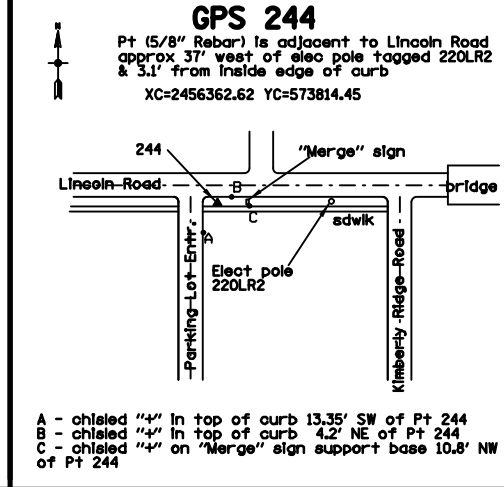 GPS 244
N
Pt (5/8" Rebar) is adjacent to Lincoln Road
approx 37' west of elec pole tagged 220LR2
& 3.1' from inside edge of curb
XC=2456362.62 YC=573814.45
244
"Merge" sign
Lincoln Road
B
bridge
C
sdwlk
A
Elect pole
220LR2
Parking Lot Entr.
Kimberly Ridge Road
A - chisled "+" in top of curb 13.35' SW of Pt 244
B - chisled "+" in top of curb 4.2' NE of Pt 244
C - chisled "+" on "Merge" sign support base 10.8' NW
of Pt 244